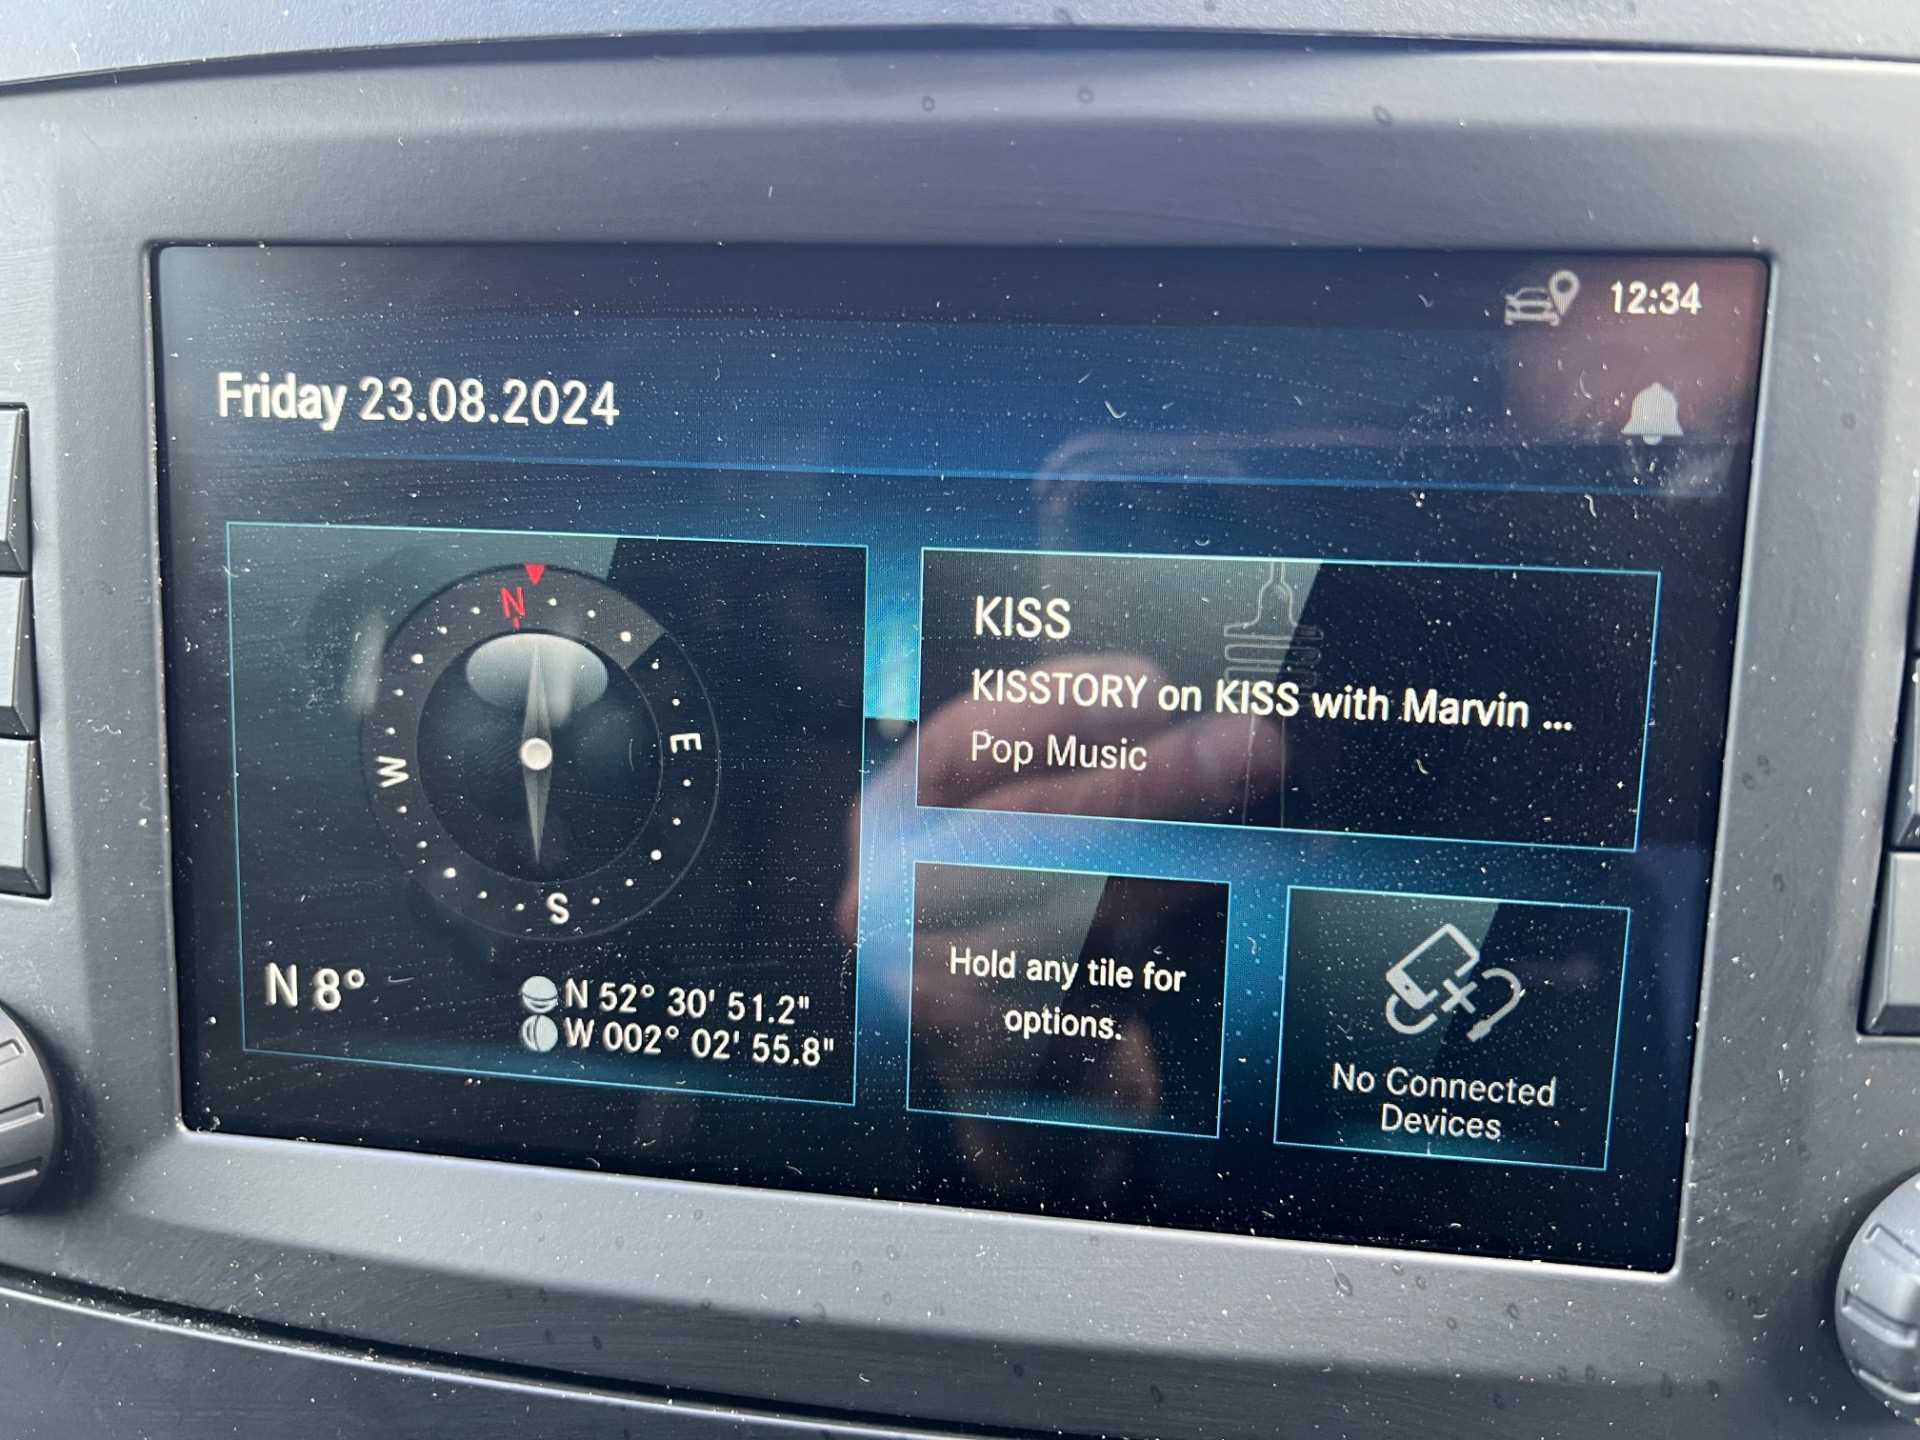 12:34
Friday 23.08.2024
N
E
W
S
N 8°
N 52° 30' 51.2"
W 002° 02' 55.8"
KISS
KISSTORY on KISS with Marvin ...
Pop Music
Hold any tile for
options.
No Connected
Devices